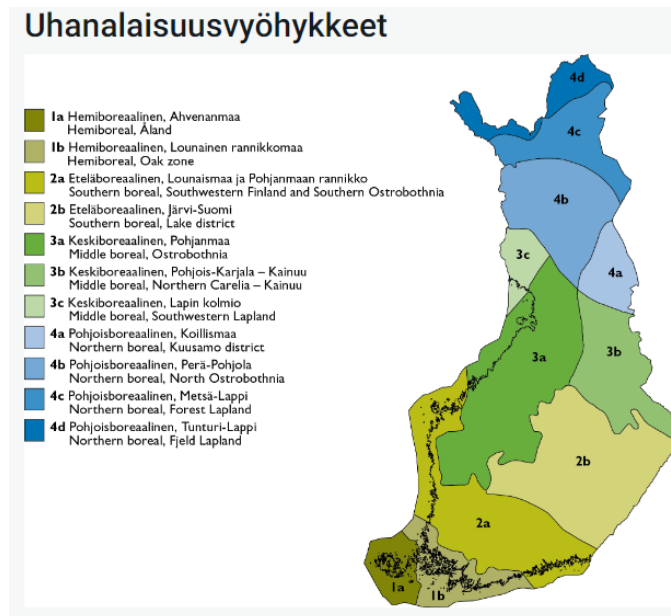 Uhanalaisuusvyöhykkeet
1a Hemiboreaalinen, Ahvenanmaa
Hemiboreal, Åland
1b Hemiboreaalinen, Lounainen rannikkomaa
Hemiboreal, Oak zone
2a Eteläboreaalinen, Lounaismaa ja Pohjanmaan rannikko
Southern boreal, Southwestern Finland and Southern Ostrobothnia
2b Eteläboreaalinen, Järvi-Suomi
Southern boreal, Lake district
3a Keskiboreaalinen, Pohjanmaa
Middle boreal, Ostrobothnia
3b Keskiboreaalinen, Pohjois-Karjala – Kainuu
Middle boreal, Northern Carelia – Kainuu
3c Keskiboreaalinen, Lapin kolmio
Middle boreal, Southwestern Lapland
4a Pohjoisboreaalinen, Koillismaa
Northern boreal, Kuusamo district
4b Pohjoisboreaalinen, Perä-Pohjola
Northern boreal, North Ostrobothnia
4c Pohjoisboreaalinen, Metsä-Lappi
Northern boreal, Forest Lapland
4d Pohjoisboreaalinen, Tunturi-Lappi
Northern boreal, Fjeld Lapland
4d
4c
4b
3c
4a
3a
3b
2b
2a
1a
1b